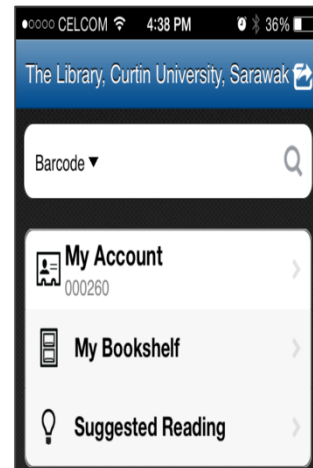 CELCOM 4:38 PM 36%
The Library, Curtin University, Sarawak
Barcode ▼
My Account
000260
My Bookshelf
Suggested Reading